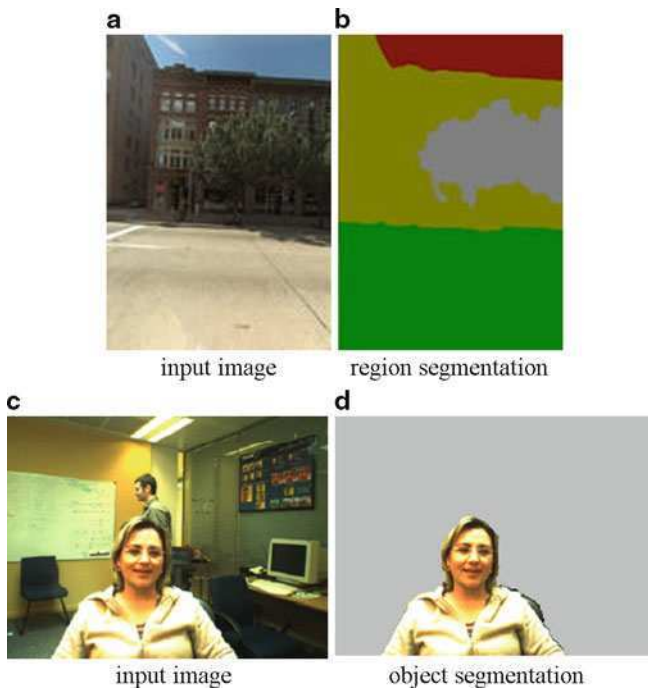 a b
input image region segmentation
c d
input image object segmentation